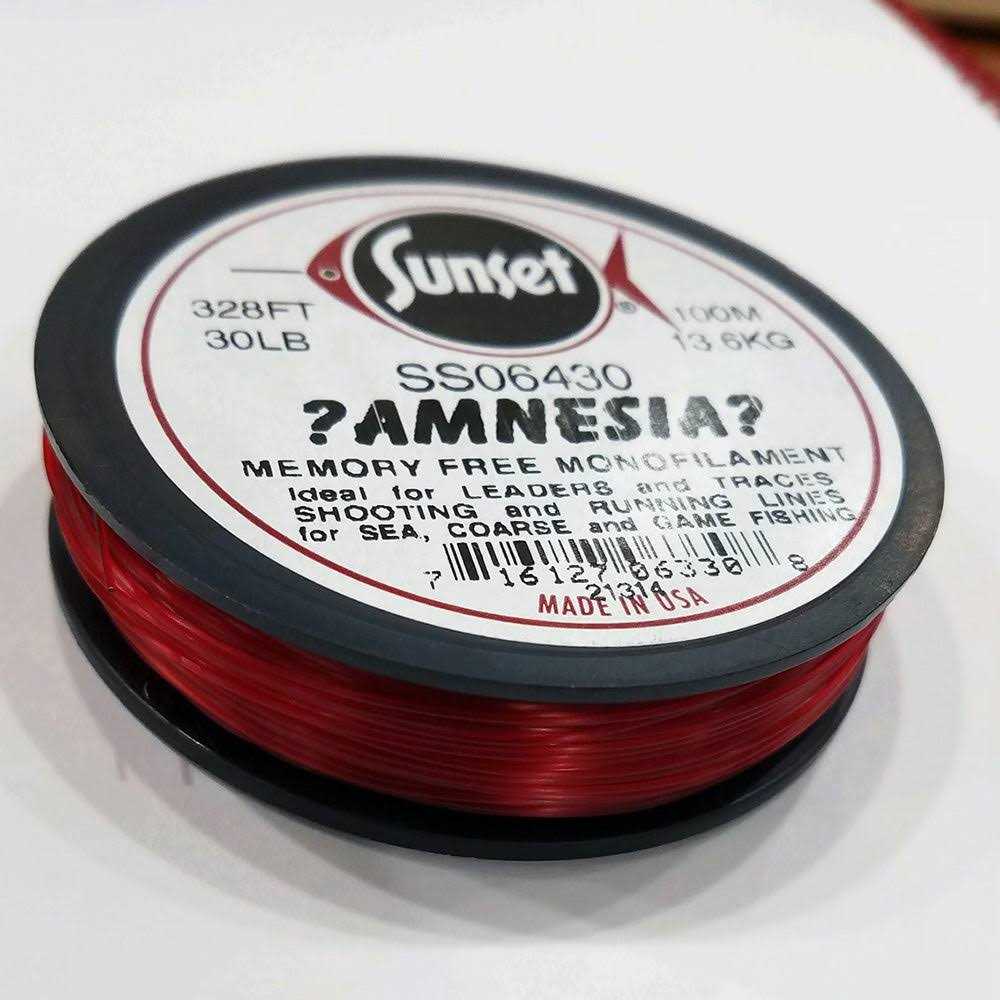 Sunset
®
328FT 100M
30LB 13.6KG
SS06430
?AMNESIA?
MEMORY FREE MONOFILAMENT
Ideal for LEADERS and TRACES
SHOOTING and RUNNING LINES
for SEA, COARSE and GAME FISHING
7 16127 06330 8
21314
MADE IN USA